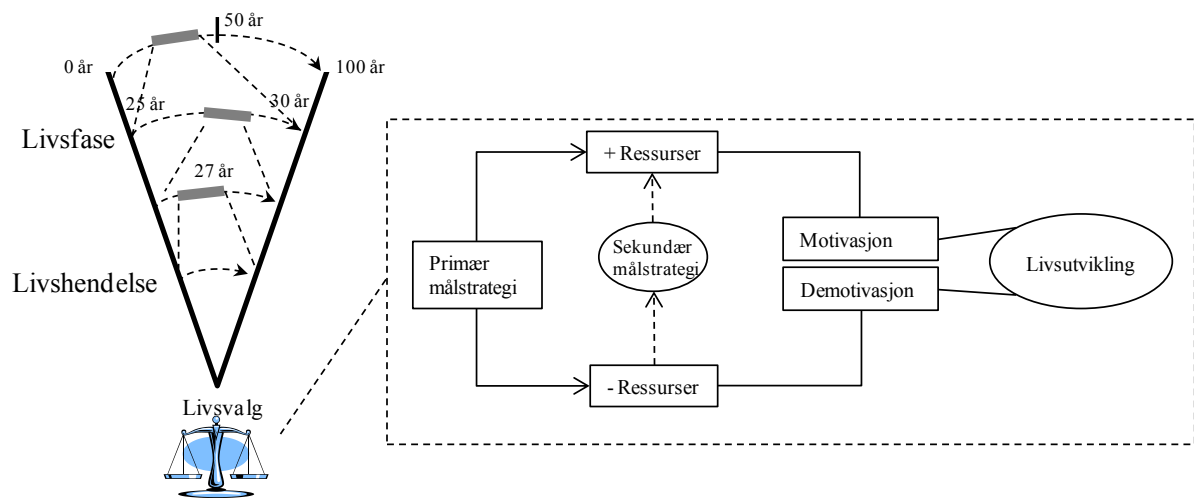 50 år
0 år
100 år
25 år
30 år
Livsfase
27 år
Livshendelse
Livsvalg
+ Ressurser
Primær
målstrategi
Sekundær
målstrategi
- Ressurser
Motivasjon
Demotivasjon
Livsutvikling